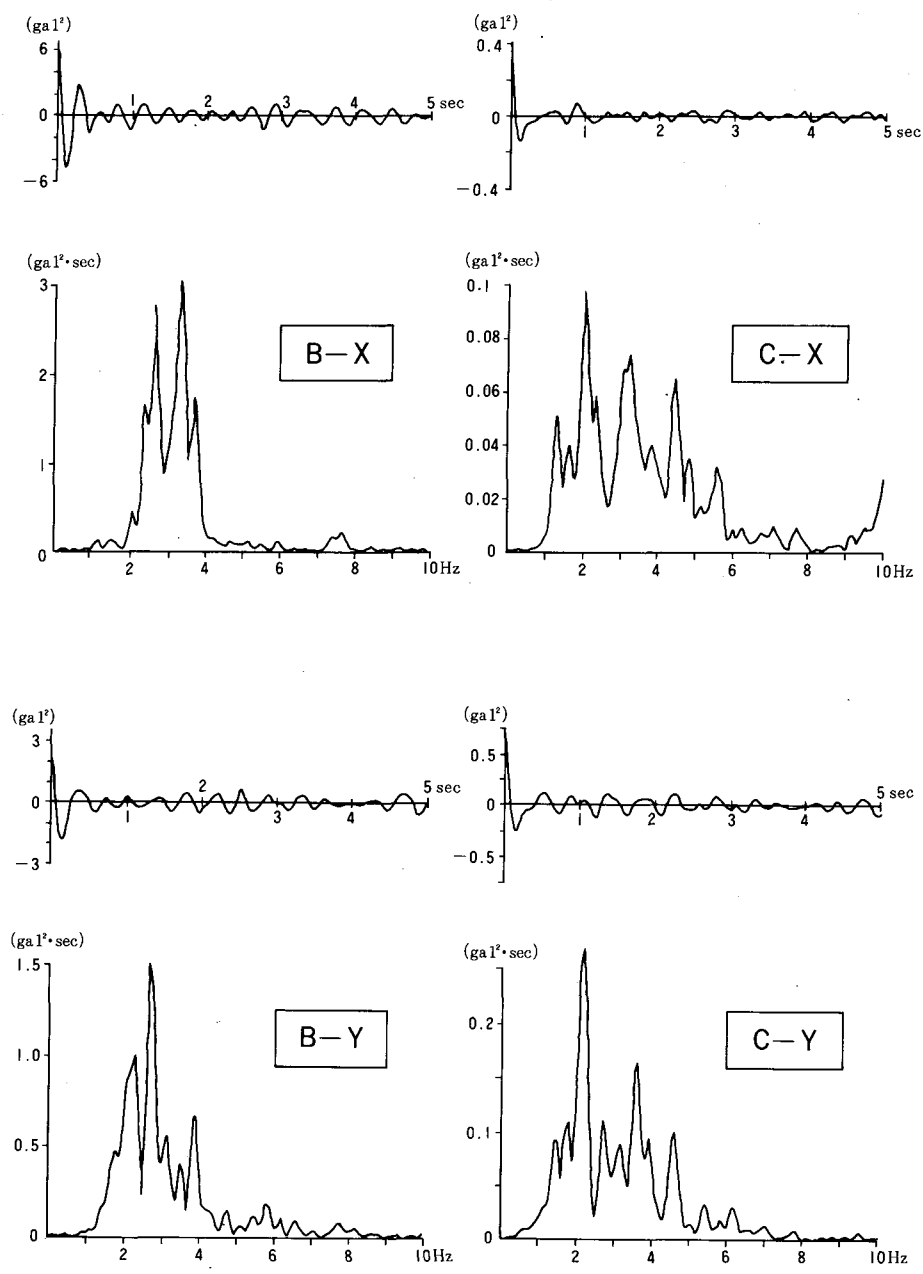 (gal²)
6
0
−6
1 2 3 4 5 sec
(gal²)
0.4
0
−0.4
1 2 3 4 5 sec
(gal²·sec)
3
2
1
0
2 4 6 8 10Hz
B−X
(gal²·sec)
0.1
0.08
0.06
0.04
0.02
0
2 4 6 8 10Hz
C−X
(gal²)
3
0
−3
1 2 3 4 5 sec
(gal²)
0.5
0
−0.5
1 2 3 4 5 sec
(gal²·sec)
1.5
1.0
0.5
0
2 4 6 8 10Hz
B−Y
(gal²·sec)
0.2
0.1
0
2 4 6 8 10Hz
C−Y